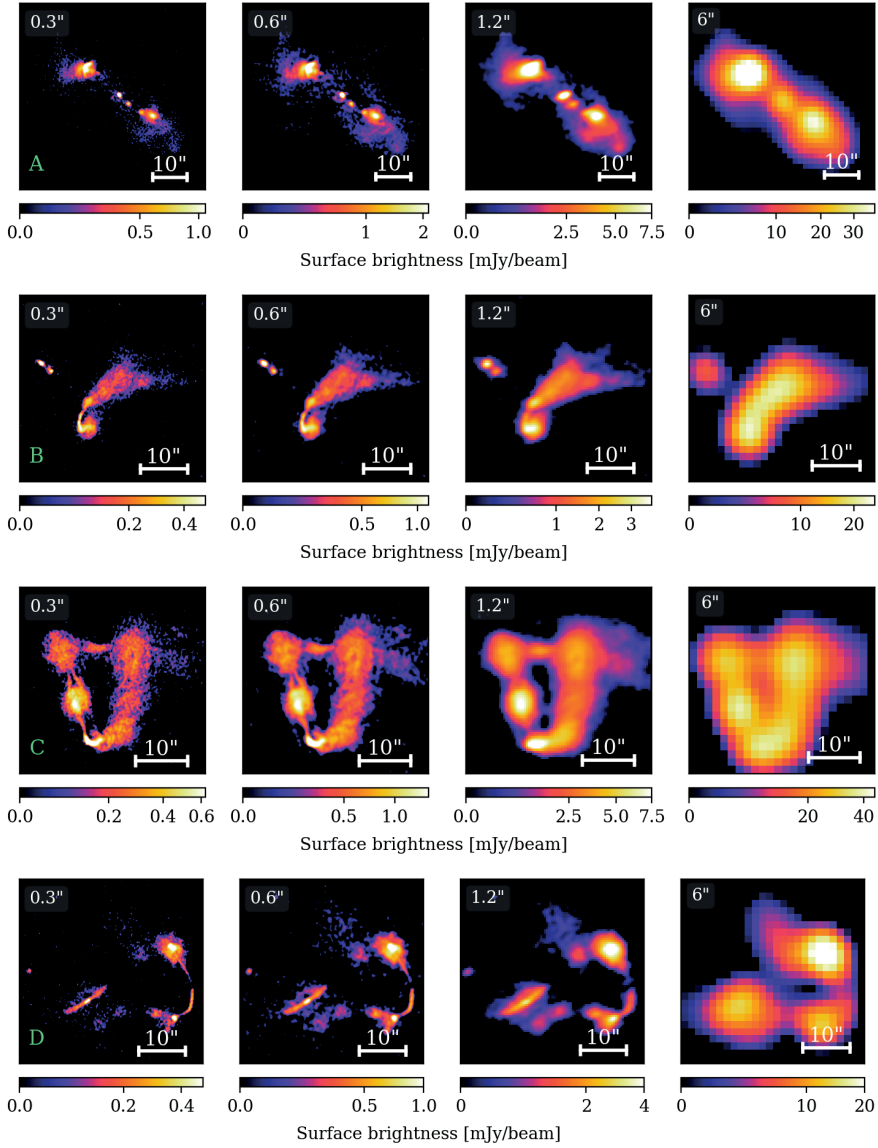 0.3" 0.6" 1.2" 6"
A 10" 10" 10" 10"
0.0 0.5 1.0 0 1 2 0.0 2.5 5.0 7.5 0 10 20 30
Surface brightness [mJy/beam]
0.3" 0.6" 1.2" 6"
B 10" 10" 10" 10"
0.0 0.2 0.4 0.0 0.5 1.0 0 1 2 3 0 10 20
Surface brightness [mJy/beam]
0.3" 0.6" 1.2" 6"
C 10" 10" 10" 10"
0.0 0.2 0.4 0.6 0.0 0.5 1.0 0.0 2.5 5.0 7.5 0 20 40
Surface brightness [mJy/beam]
0.3" 0.6" 1.2" 6"
D 10" 10" 10" 10"
0.0 0.2 0.4 0.0 0.5 1.0 0 2 4 0 10 20
Surface brightness [mJy/beam]